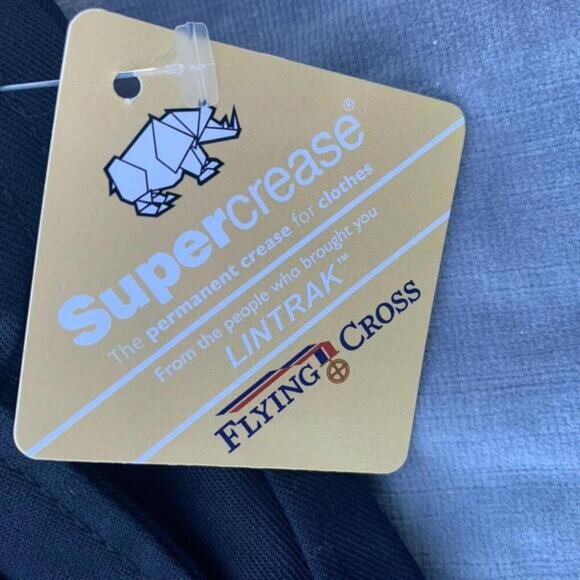 Supercrease®
The permanent crease for clothes
From the people who brought you
LINTRAK™
FLYING CROSS